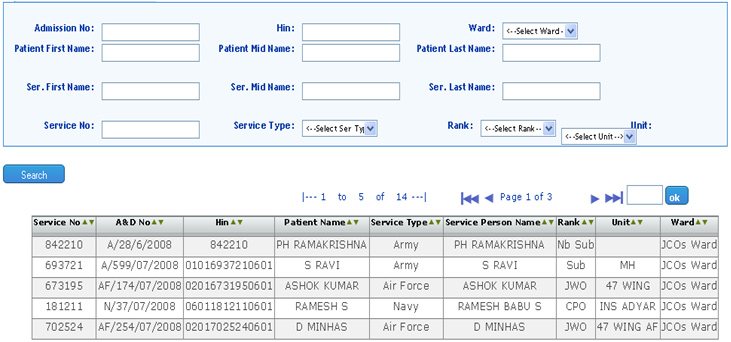 Admission No: Hin: Ward: <--Select Ward-
Patient First Name: Patient Mid Name: Patient Last Name:
Ser. First Name: Ser. Mid Name: Ser. Last Name:
Service No: Service Type: <--Select Ser Ty Rank: <--Select Rank-- Unit:
<--Select Unit-->
Search
|--- 1 to 5 of 14 ---| Page 1 of 3 ok
Service No A&D No Hin Patient Name Service Type Service Person Name Rank Unit Ward
842210 A/28/6/2008 842210 PH RAMAKRISHNA Army PH RAMAKRISHNA Nb Sub JCOs Ward
693721 A/599/07/2008 01016937210601 S RAVI Army S RAVI Sub MH JCOs Ward
673195 AF/174/07/2008 02016731950601 ASHOK KUMAR Air Force ASHOK KUMAR JWO 47 WING JCOs Ward
181211 N/37/07/2008 06011812110601 RAMESH S Navy RAMESH BABU S CPO INS ADYAR JCOs Ward
702524 AF/254/07/2008 02017025240601 D MINHAS Air Force D MINHAS JWO 47 WING AF JCOs Ward